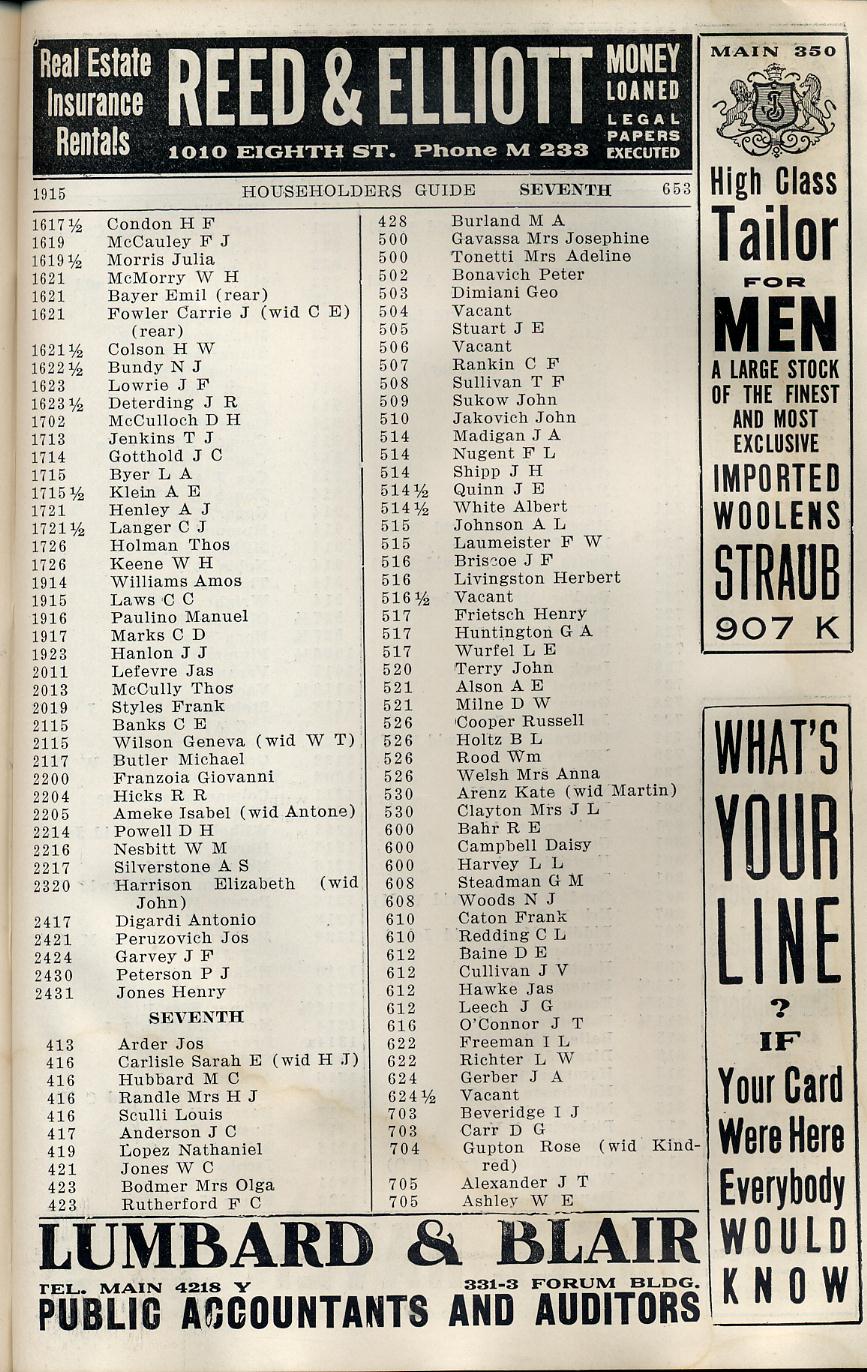 Real Estate
Insurance
Rentals
REED & ELLIOTT
1010 EIGHTH ST. Phone M 233
MONEY
LOANED
LEGAL
PAPERS
EXECUTED
1915 HOUSEHOLDERS GUIDE SEVENTH 653
1617½ Condon H F
1619 McCauley F J
1619½ Morris Julia
1621 McMorry W H
1621 Bayer Emil (rear)
1621 Fowler Carrie J (wid C E)
(rear)
1621½ Colson H W
1622½ Bundy N J
1623 Lowrie J F
1623½ Deterding J R
1702 McCulloch D H
1713 Jenkins T J
1714 Gotthold J C
1715 Byer L A
1715½ Klein A E
1721 Henley A J
1721½ Langer C J
1726 Holman Thos
1726 Keene W H
1914 Williams Amos
1915 Laws C C
1916 Paulino Manuel
1917 Marks C D
1923 Hanlon J J
2011 Lefevre Jas
2013 McCully Thos
2019 Styles Frank
2115 Banks C E
2115 Wilson Geneva (wid W T)
2117 Butler Michael
2200 Franzoia Giovanni
2204 Hicks R R
2205 Ameke Isabel (wid Antone)
2214 Powell D H
2216 Nesbitt W M
2217 Silverstone A S
2320 Harrison Elizabeth (wid
John)
2417 Digardi Antonio
2421 Peruzovich Jos
2424 Garvey J F
2430 Peterson P J
2431 Jones Henry
SEVENTH
413 Arder Jos
416 Carlisle Sarah E (wid H J)
416 Hubbard M C
416 Randle Mrs H J
416 Sculli Louis
417 Anderson J C
419 Lopez Nathaniel
421 Jones W C
423 Bodmer Mrs Olga
423 Rutherford F C
428 Burland M A
500 Gavassa Mrs Josephine
500 Tonetti Mrs Adeline
502 Bonavich Peter
503 Dimiani Geo
504 Vacant
505 Stuart J E
506 Vacant
507 Rankin C F
508 Sullivan T F
509 Sukow John
510 Jakovich John
514 Madigan J A
514 Nugent F L
514 Shipp J H
514½ Quinn J E
514½ White Albert
515 Johnson A L
515 Laumeister F W
516 Briscoe J F
516 Livingston Herbert
516½ Vacant
517 Frietsch Henry
517 Huntington G A
517 Wurfel L E
520 Terry John
521 Alson A E
521 Milne D W
526 Cooper Russell
526 Holtz B L
526 Rood Wm
526 Welsh Mrs Anna
530 Arenz Kate (wid Martin)
530 Clayton Mrs J L
600 Bahr R E
600 Campbell Daisy
600 Harvey L L
608 Steadman G M
608 Woods N J
610 Caton Frank
610 Redding C L
612 Baine D E
612 Cullivan J V
612 Hawke Jas
612 Leech J G
616 O'Connor J T
622 Freeman I L
622 Richter L W
624 Gerber J A
624½ Vacant
703 Beveridge I J
703 Carr D G
704 Gupton Rose (wid Kind-
red)
705 Alexander J T
705 Ashley W E
MAIN 350
High Class
Tailor
FOR
MEN
A LARGE STOCK
OF THE FINEST
AND MOST
EXCLUSIVE
IMPORTED
WOOLENS
STRAUB
907 K
WHAT'S
YOUR
LINE
?
IF
Your Card
Were Here
Everybody
WOULD
KNOW
LUMBARD & BLAIR
TEL. MAIN 4218 Y 331-3 FORUM BLDG.
PUBLIC ACCOUNTANTS AND AUDITORS